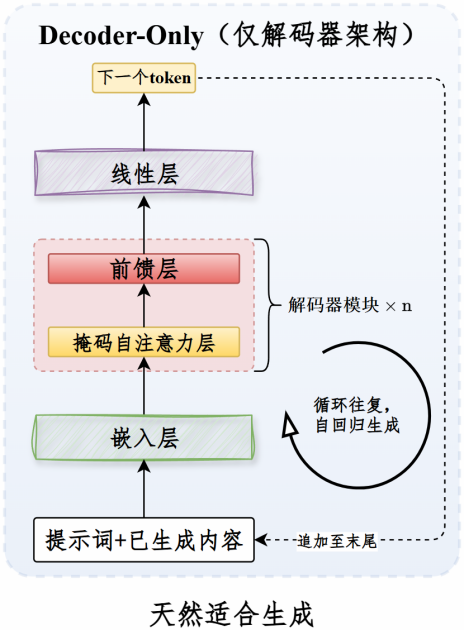 Decoder-Only（仅解码器架构）
下一个token
线性层
前馈层
解码器模块 × n
掩码自注意力层
循环往复，
自回归生成
嵌入层
提示词+已生成内容
追加至末尾
天然适合生成